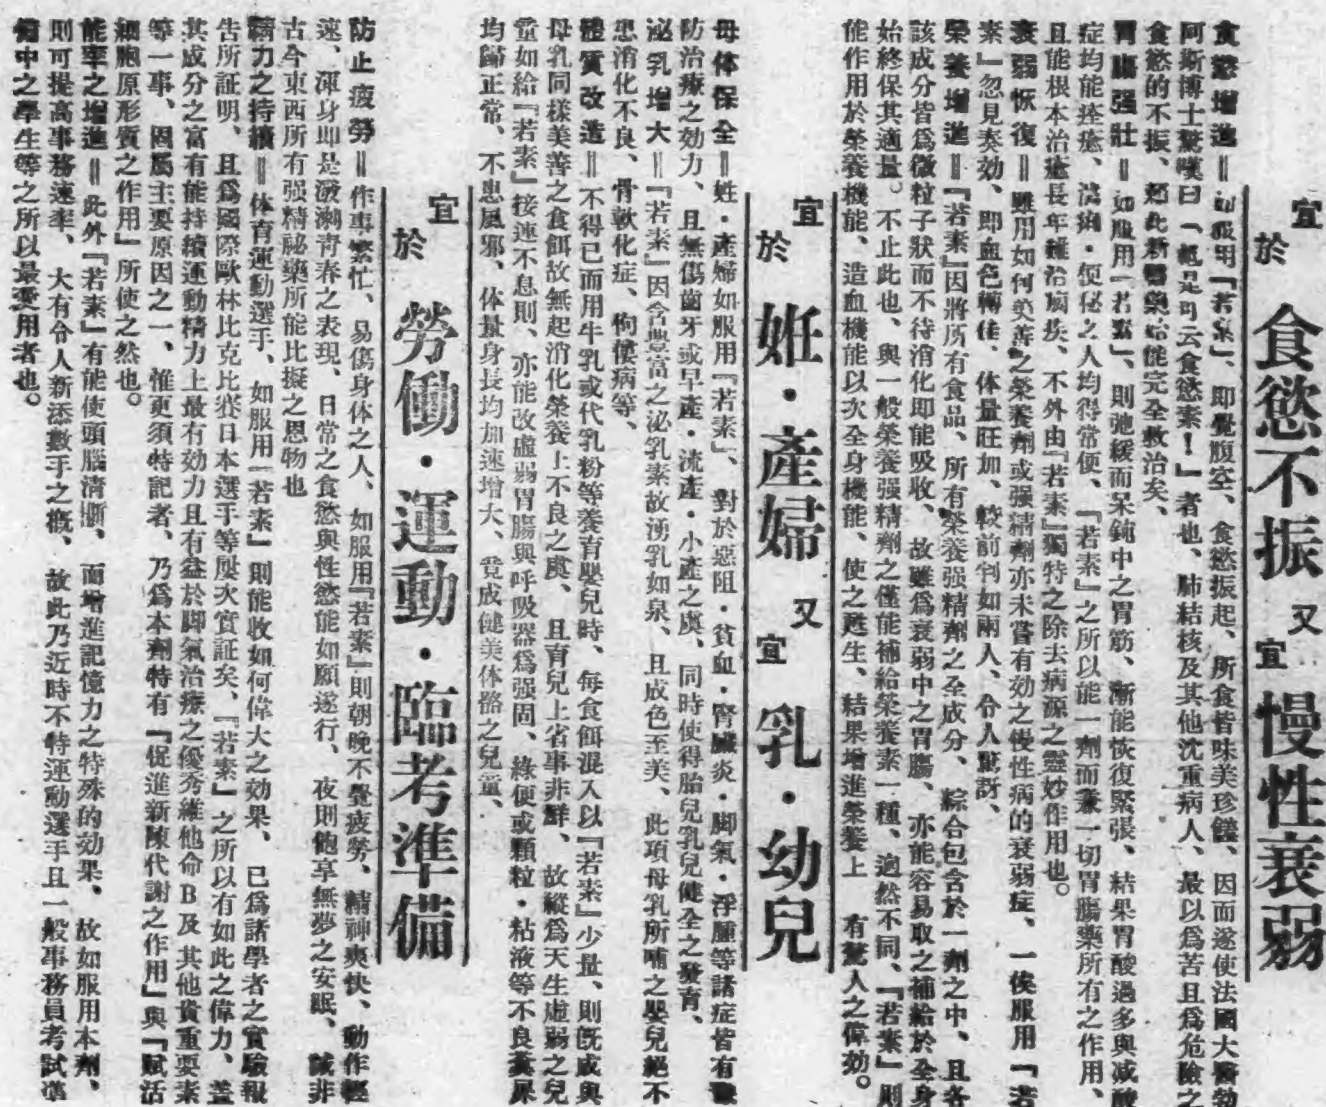 宜於 食慾不振 又宜 慢性衰弱
食慾增進＝如服用「若素」、即覺腹空、食慾振起、所食皆味美珍饈、因而遂使法國大醫勃
阿斯博士驚嘆曰「這是可云食慾素！」者也、肺結核及其他沈重病人、最以爲苦且爲危險之
食慾的不振、賴此新醫藥始能完全救治矣、
胃腸强壯＝如服用「若素」、則弛緩而呆鈍中之胃筋、漸能恢復緊張、結果胃酸過多與减酸
症均能痊癒、瀉痢・便秘之人均得常便、「若素」之所以能一劑而兼一切胃腸藥所有之作用、
且能根本治癒長年難治腸疾、不外由『若素』獨特之除去病源之靈妙作用也。
衰弱恢復＝雖用如何美善之榮養劑或强精劑亦未嘗有効之慢性病的衰弱症、一俟服用「若
素』忽見奏効、即血色轉佳、体量旺加、較前判如兩人、令人驚訝、
榮養增進＝『若素』因將所有食品、所有榮養强精劑之全成分、綜合包含於一劑之中、且各
該成分皆爲微粒子狀而不待消化即能吸收、故雖爲衰弱中之胃腸、亦能容易取之補給於全身
始終保其適量。不止此也、與一般榮養强精劑之僅能補給榮養素一種、逈然不同、「若素」則
能作用於榮養機能、造血機能以次全身機能、使之甦生、結果增進榮養上 有驚人之偉効。
宜於 姙・產婦 又宜 乳・幼兒
母体保全＝姙・產婦如服用『若素』、對於惡阻・貧血・腎臟炎・脚氣・浮腫等諸症皆有豫
防治療之効力、且無傷齒牙或早產・流產・小產之虞、同時使得胎兒乳兒健全之發育、
泌乳增大＝『若素』因含豐富之泌乳素故湧乳如泉、且成色至美、此項母乳所哺之嬰兒絕不
患消化不良、骨軟化症、佝僂病等、
體質改造＝不得已而用牛乳或代乳粉等養育嬰兒時、每食餌混入以『若素』少量、則旣成與
母乳同樣美善之食餌故無起消化榮養上不良之虞、且育兒上省事非鮮、故縱爲天生虛弱之兒
童如給『若素』接連不息則、亦能改虛弱胃腸與呼吸器爲强固、綠便或顆粒・粘液等不良糞尿
均歸正常、不患風邪、体量身長均加速增大、竟成健美体骼之兒童、
宜於 勞働・運動・臨考準備
防止疲勞＝作事繁忙、易傷身体之人、如服用『若素』則朝晚不覺疲勞、精神爽快、動作輕
速、渾身即是潑溂靑春之表現、日常之食慾與性慾能如願遂行、夜則飽享無夢之安眠、誠非
古今東西所有强精祕藥所能比擬之恩物也
精力之持續＝体育運動選手、如服用「若素」則能收如何偉大之効果、已爲諸學者之實驗報
告所証明、且爲國際歐林比克比賽日本選手等屢次實証矣、『若素』之所以有如此之偉力、蓋
其成分之富有能持續運動精力上最有効力且有益於脚氣治療之優秀維他命B及其他貴重要素
等一事、固屬主要原因之一、惟更須特記者、乃爲本劑特有「促進新陳代謝之作用」與「賦活
細胞原形質之作用」所使之然也。
能率之增進＝此外『若素』有能使頭腦清晰、而增進記憶力之特殊的効果、故如服用本劑、
則可提高事務速率、大有令人新添數手之概、故此乃近時不特運動選手且一般事務員考試準
備中之學生等之所以最愛用者也。